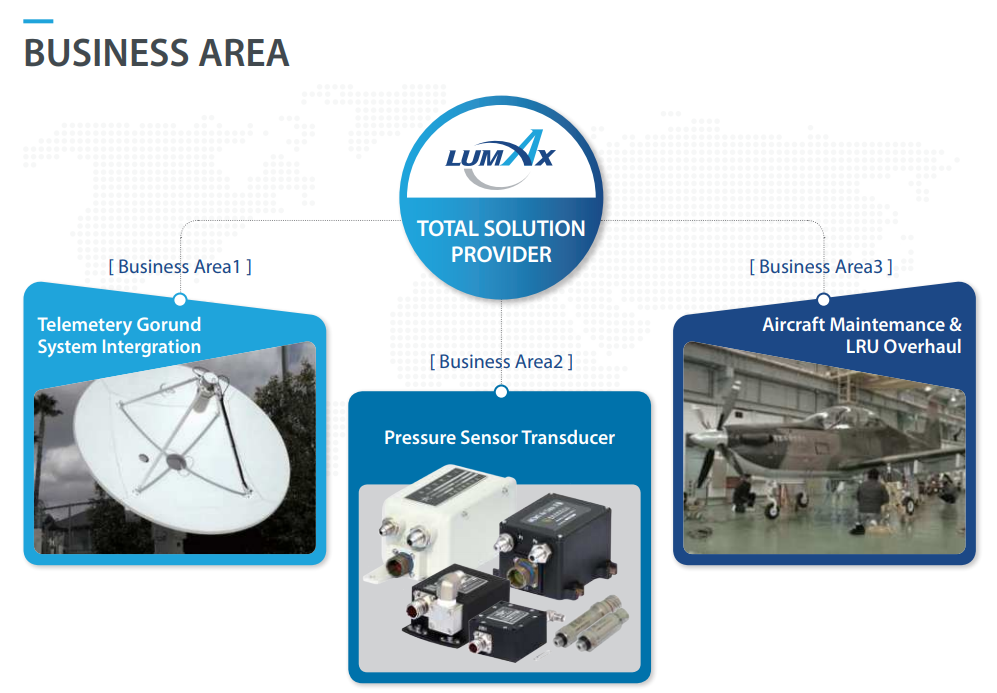 BUSINESS AREA
LUMAX
TOTAL SOLUTION
PROVIDER
[ Business Area1 ]
Telemetery Gorund
System Intergration
[ Business Area2 ]
Pressure Sensor Transducer
[ Business Area3 ]
Aircraft Maintemance &
LRU Overhaul